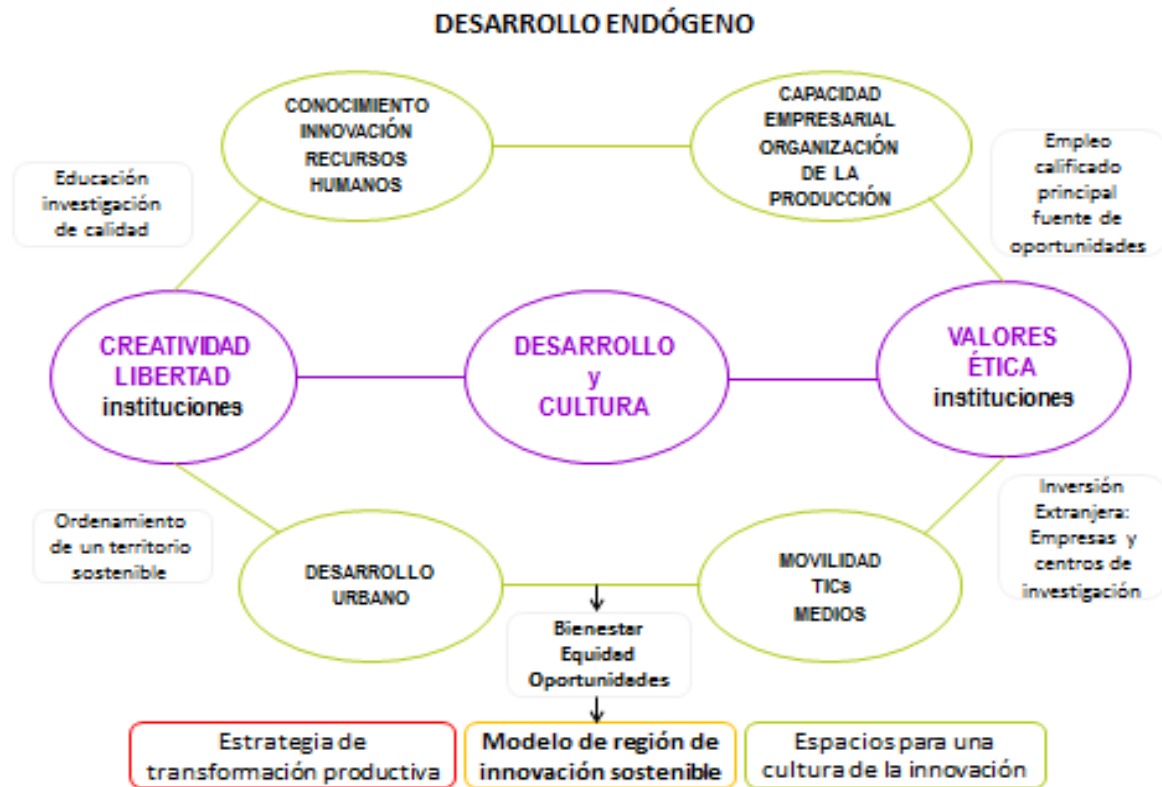 DESARROLLO ENDÓGENO
CONOCIMIENTO
INNOVACIÓN
RECURSOS
HUMANOS
CAPACIDAD
EMPRESARIAL
ORGANIZACIÓN
DE LA
PRODUCCIÓN
Educación
investigación
de calidad
Empleo
calificado
principal
fuente de
oportunidades
CREATIVIDAD
LIBERTAD
instituciones
DESARROLLO
y
CULTURA
VALORES
ÉTICA
instituciones
Ordenamiento
de un territorio
sostenible
Inversión
Extranjera:
Empresas y
centros de
investigación
DESARROLLO
URBANO
MOVILIDAD
TICs
MEDIOS
Bienestar
Equidad
Oportunidades
Estrategia de
transformación productiva
Modelo de región de
innovación sostenible
Espacios para una
cultura de la innovación